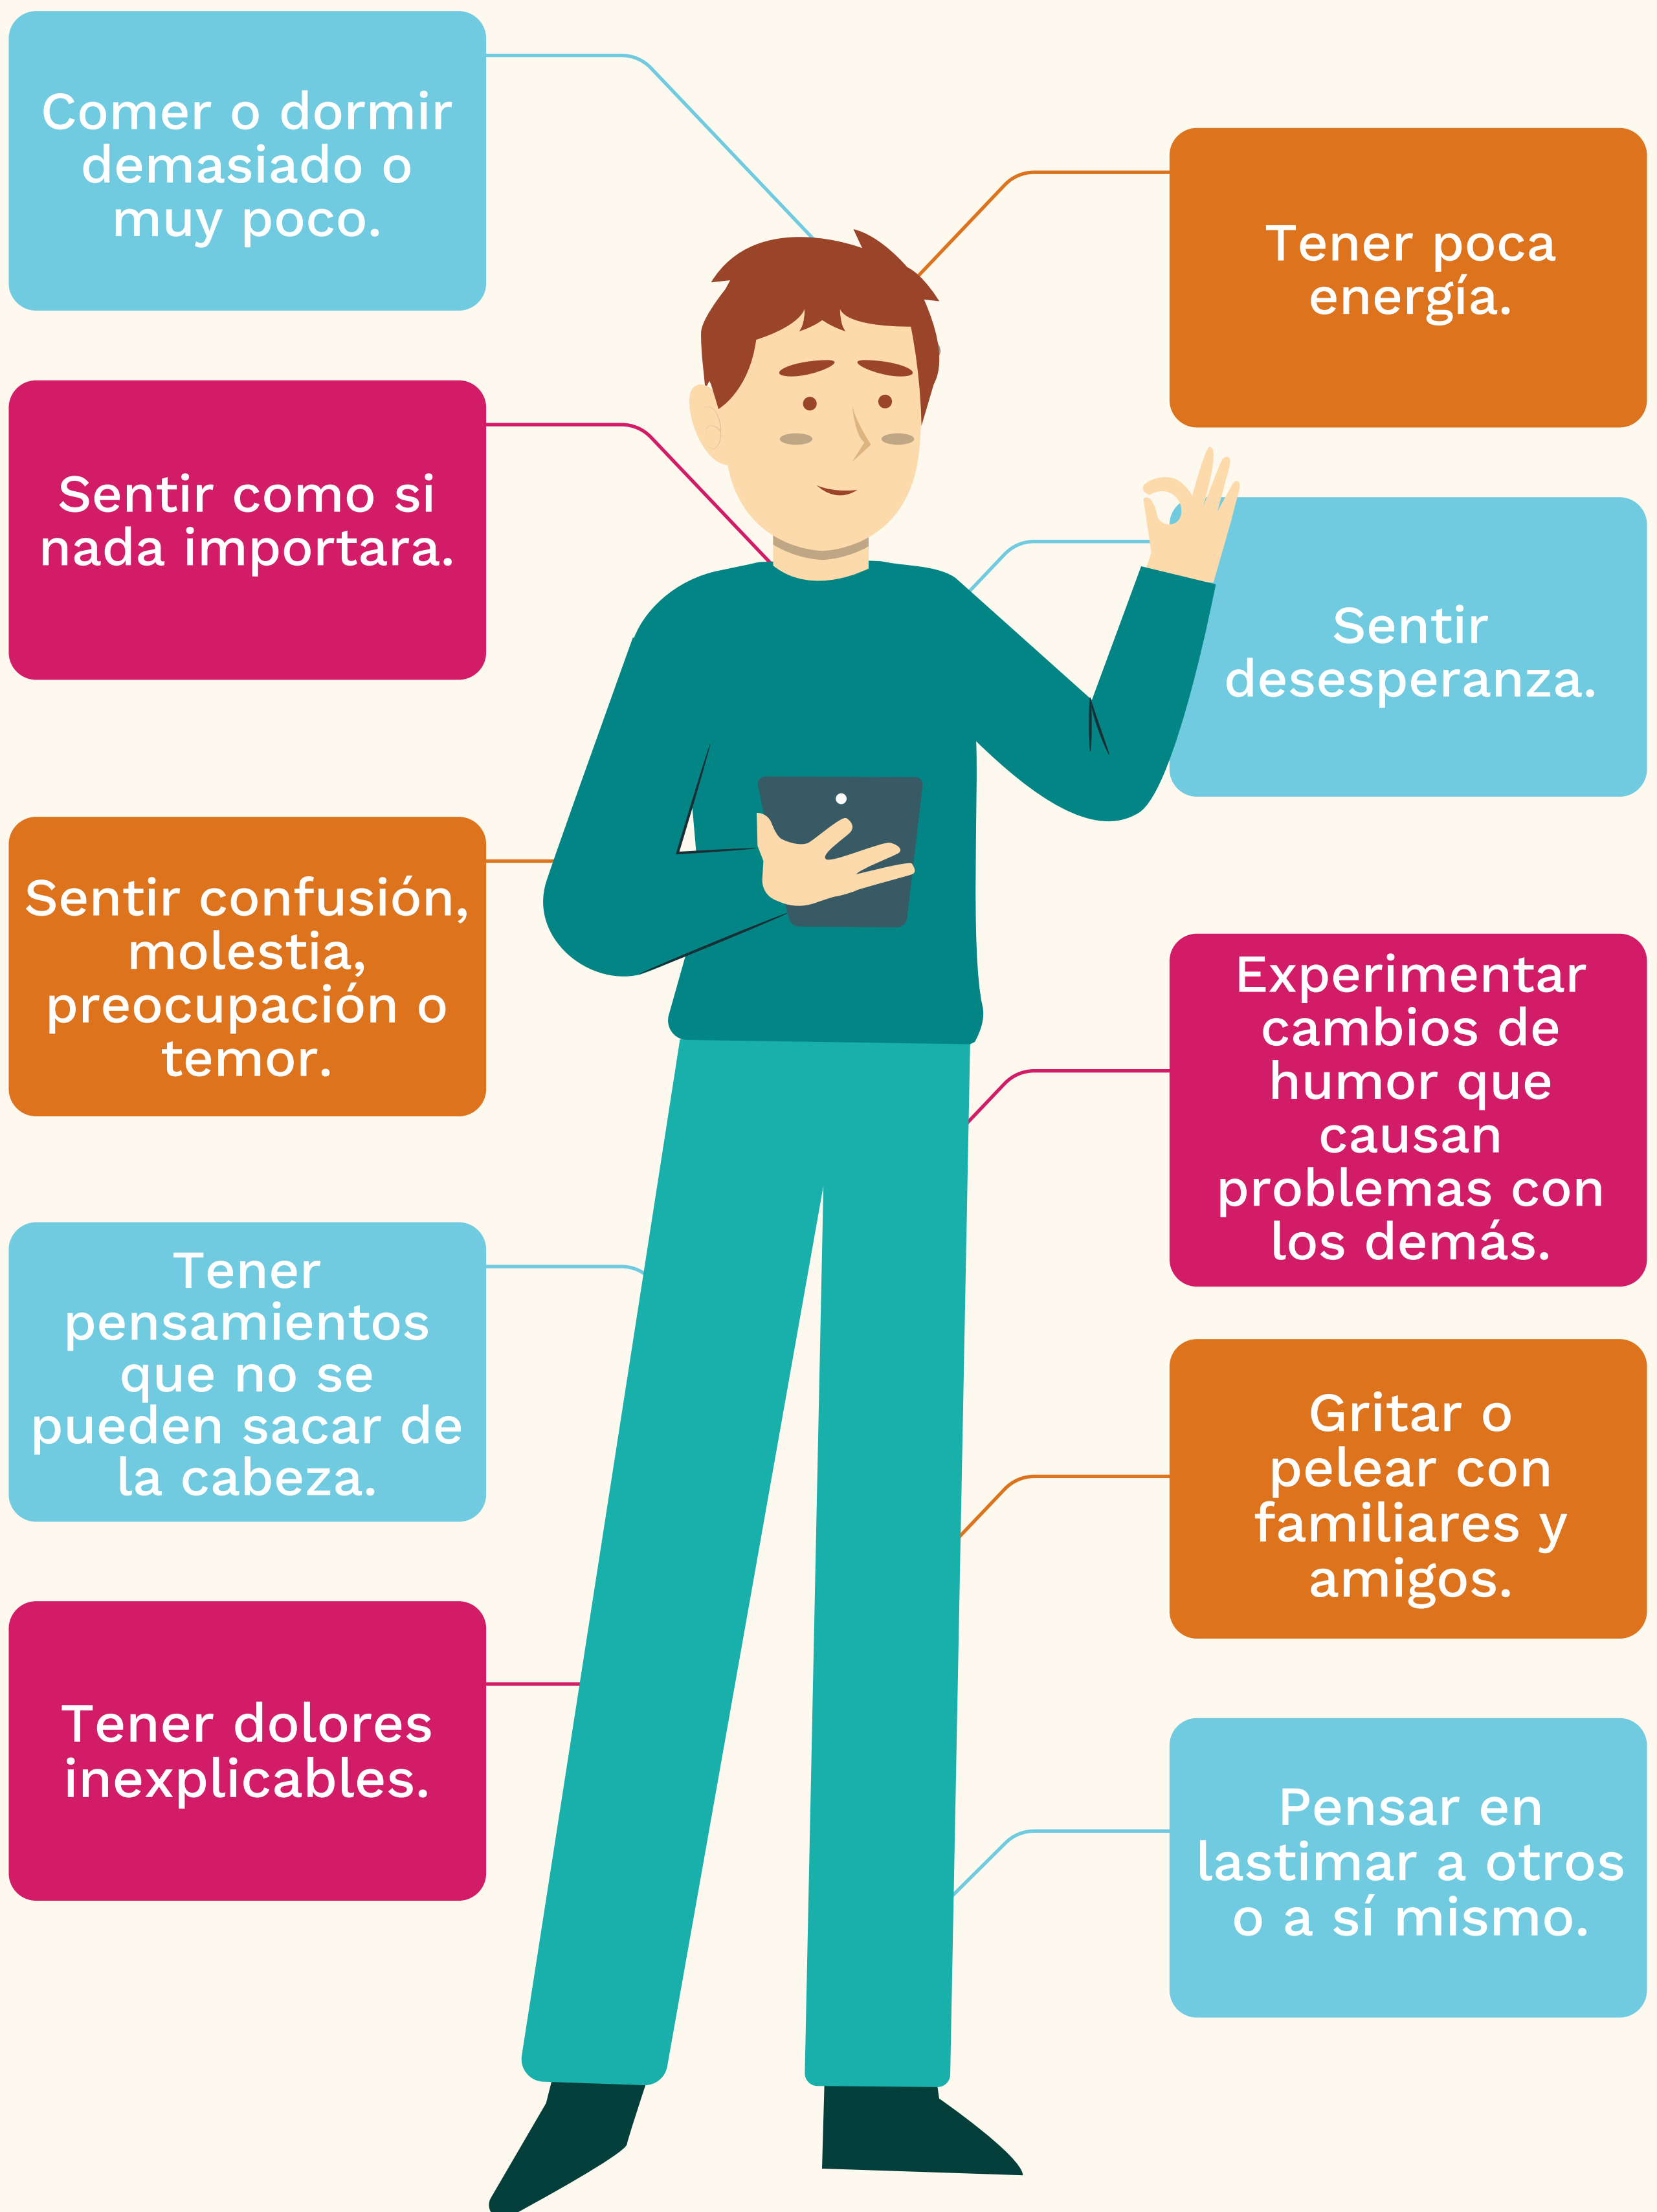 Comer o dormir
demasiado o
muy poco.
Tener poca
energía.
Sentir como si
nada importara.
Sentir
desesperanza.
Sentir confusión,
molestia,
preocupación o
temor.
Experimentar
cambios de
humor que
causan
problemas con
los demás.
Tener
pensamientos
que no se
pueden sacar de
la cabeza.
Gritar o
pelear con
familiares y
amigos.
Tener dolores
inexplicables.
Pensar en
lastimar a otros
o a sí mismo.